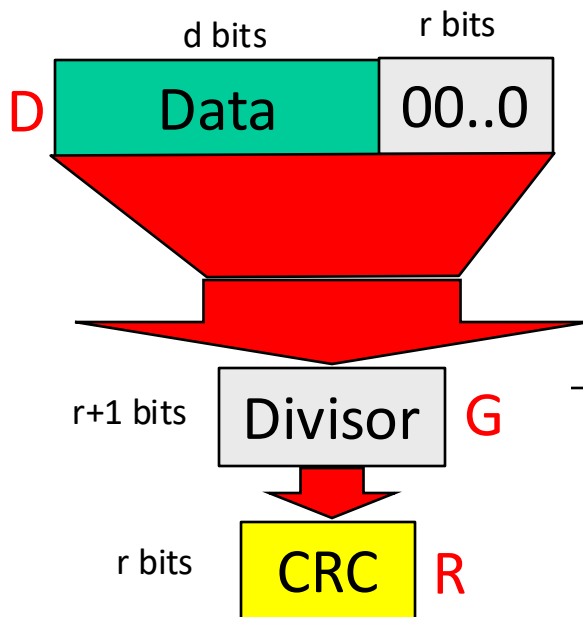 d bits
r bits
D
Data
00..0
r+1 bits
Divisor
G
r bits
CRC
R